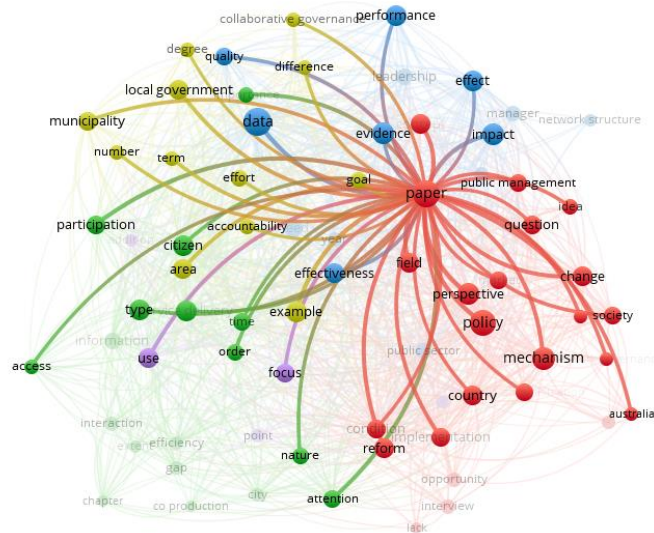 collaborative governance
performance
degree
quality
difference
leadership
effect
local government
manager
network structure
municipality
data
evidence
impact
number
term
effort
goal
paper
public management
idea
participation
citizen
accountability
question
year
area
effectiveness
field
change
perspective
type
example
time
policy
society
information
use
order
public sector
mechanism
access
focus
country
interaction
point
condition
implementation
australia
efficiency
reform
gap
nature
opportunity
chapter
co production
city
attention
interview
lack